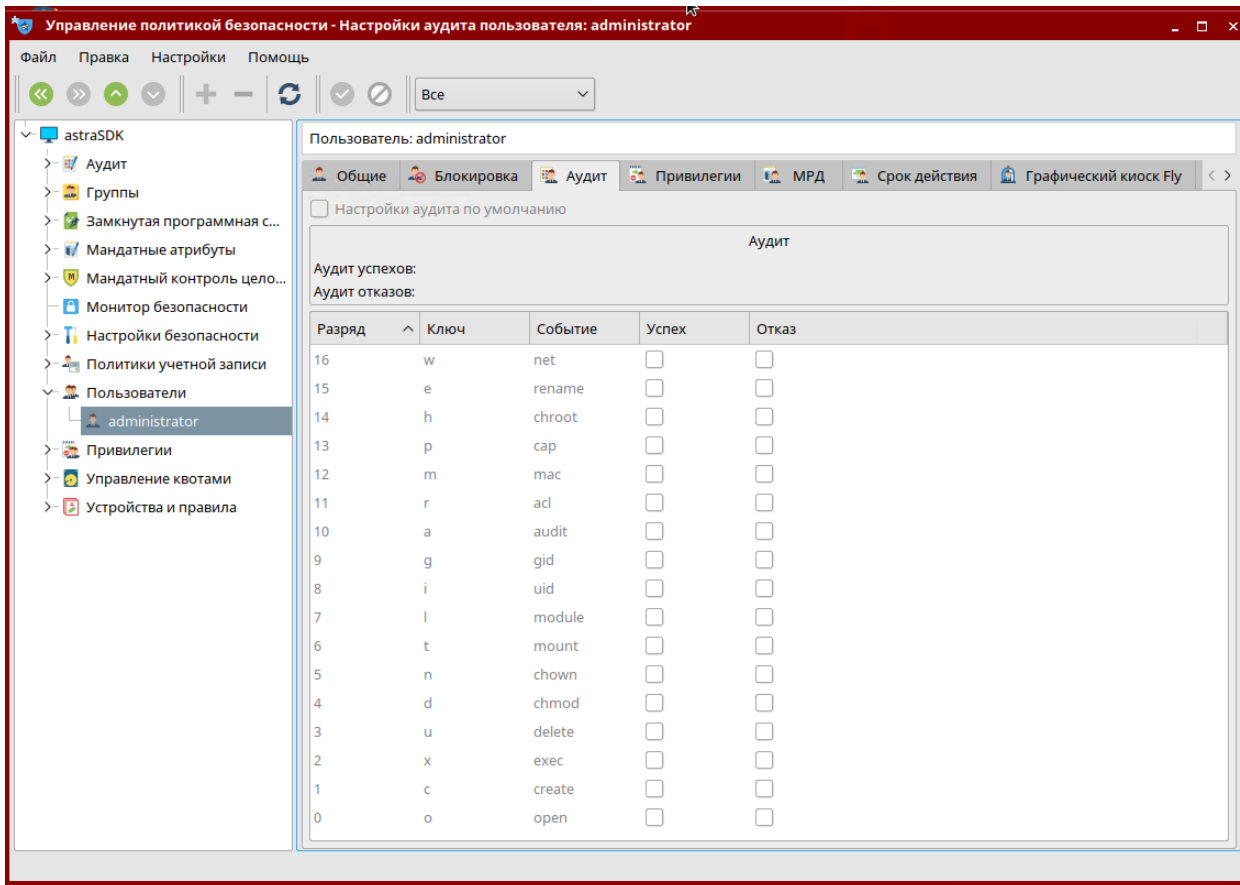 Управление политикой безопасности - Настройки аудита пользователя: administrator
Файл Правка Настройки Помощь
Все
astraSDK
Аудит
Группы
Замкнутая программная с...
Мандатные атрибуты
Мандатный контроль цело...
Монитор безопасности
Настройки безопасности
Политики учетной записи
Пользователи
administrator
Привилегии
Управление квотами
Устройства и правила
Пользователь: administrator
Общие Блокировка Аудит Привилегии МРД Срок действия Графический киоск Fly
Настройки аудита по умолчанию
Аудит
Аудит успехов:
Аудит отказов:
Разряд Ключ Событие Успех Отказ
16 w net
15 e rename
14 h chroot
13 p cap
12 m mac
11 r acl
10 a audit
9 g gid
8 i uid
7 l module
6 t mount
5 n chown
4 d chmod
3 u delete
2 x exec
1 c create
0 o open